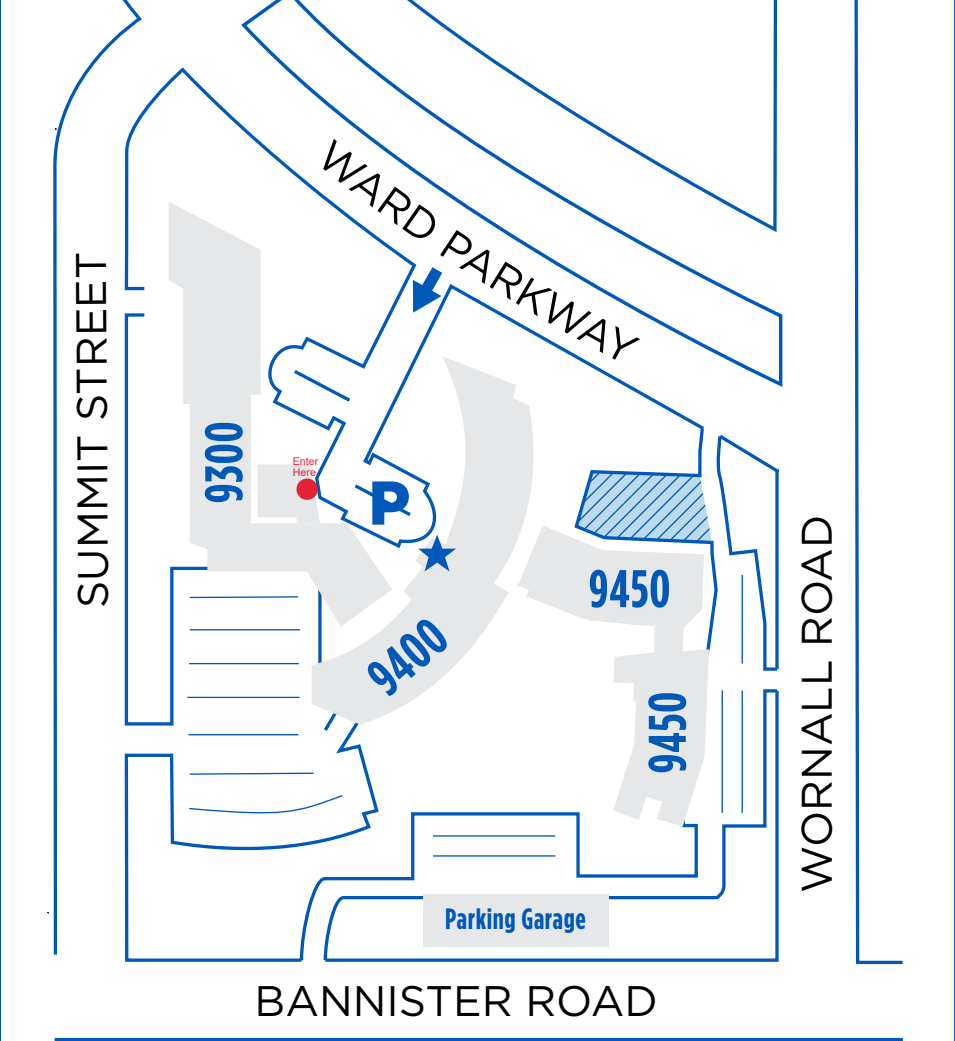 WARD PARKWAY
SUMMIT STREET
9300
Enter
Here
P
9450
9400
9450
WORNALL ROAD
Parking Garage
BANNISTER ROAD